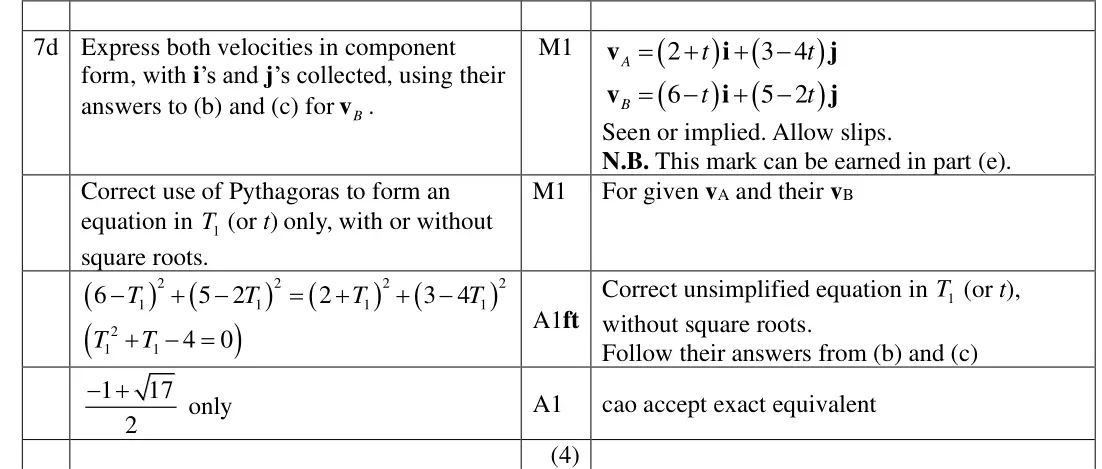 7d Express both velocities in component M1 v_A = (2+t)i+(3−4t)j
form, with i’s and j’s collected, using their v_B = (6−t)i+(5−2t)j
answers to (b) and (c) for v_B .
Seen or implied. Allow slips.
N.B. This mark can be earned in part (e).
Correct use of Pythagoras to form an M1 For given v_A and their v_B
equation in T_1 (or t) only, with or without
square roots.
(6−T_1)^2+(5−2T_1)^2=(2+T_1)^2+(3−4T_1)^2
(T_1^2+T_1−4=0)
A1ft
Correct unsimplified equation in T_1 (or t),
without square roots.
Follow their answers from (b) and (c)
(−1+√17)/2 only A1 cao accept exact equivalent
(4)